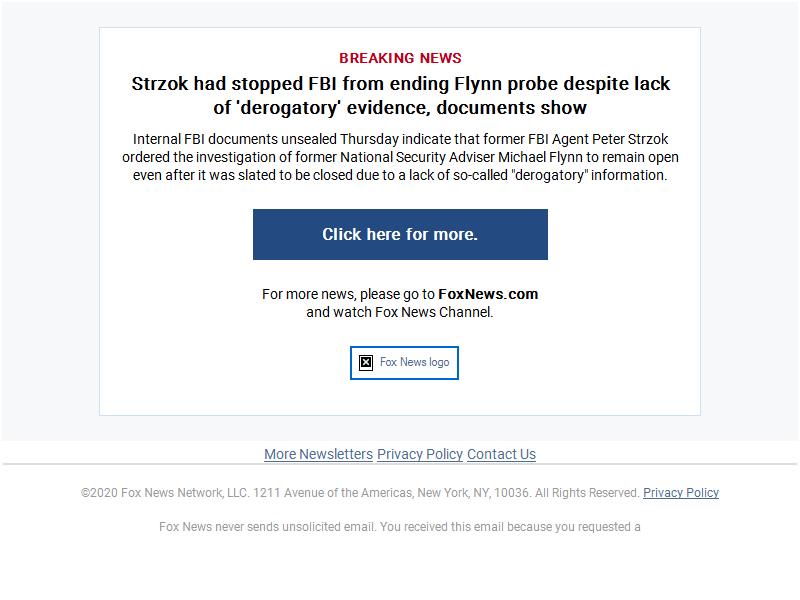 BREAKING NEWS
Strzok had stopped FBI from ending Flynn probe despite lack
of 'derogatory' evidence, documents show
Internal FBI documents unsealed Thursday indicate that former FBI Agent Peter Strzok
ordered the investigation of former National Security Adviser Michael Flynn to remain open
even after it was slated to be closed due to a lack of so-called "derogatory" information.
Click here for more.
For more news, please go to FoxNews.com
and watch Fox News Channel.
Fox News logo
More Newsletters Privacy Policy Contact Us
©2020 Fox News Network, LLC. 1211 Avenue of the Americas, New York, NY, 10036. All Rights Reserved. Privacy Policy
Fox News never sends unsolicited email. You received this email because you requested a